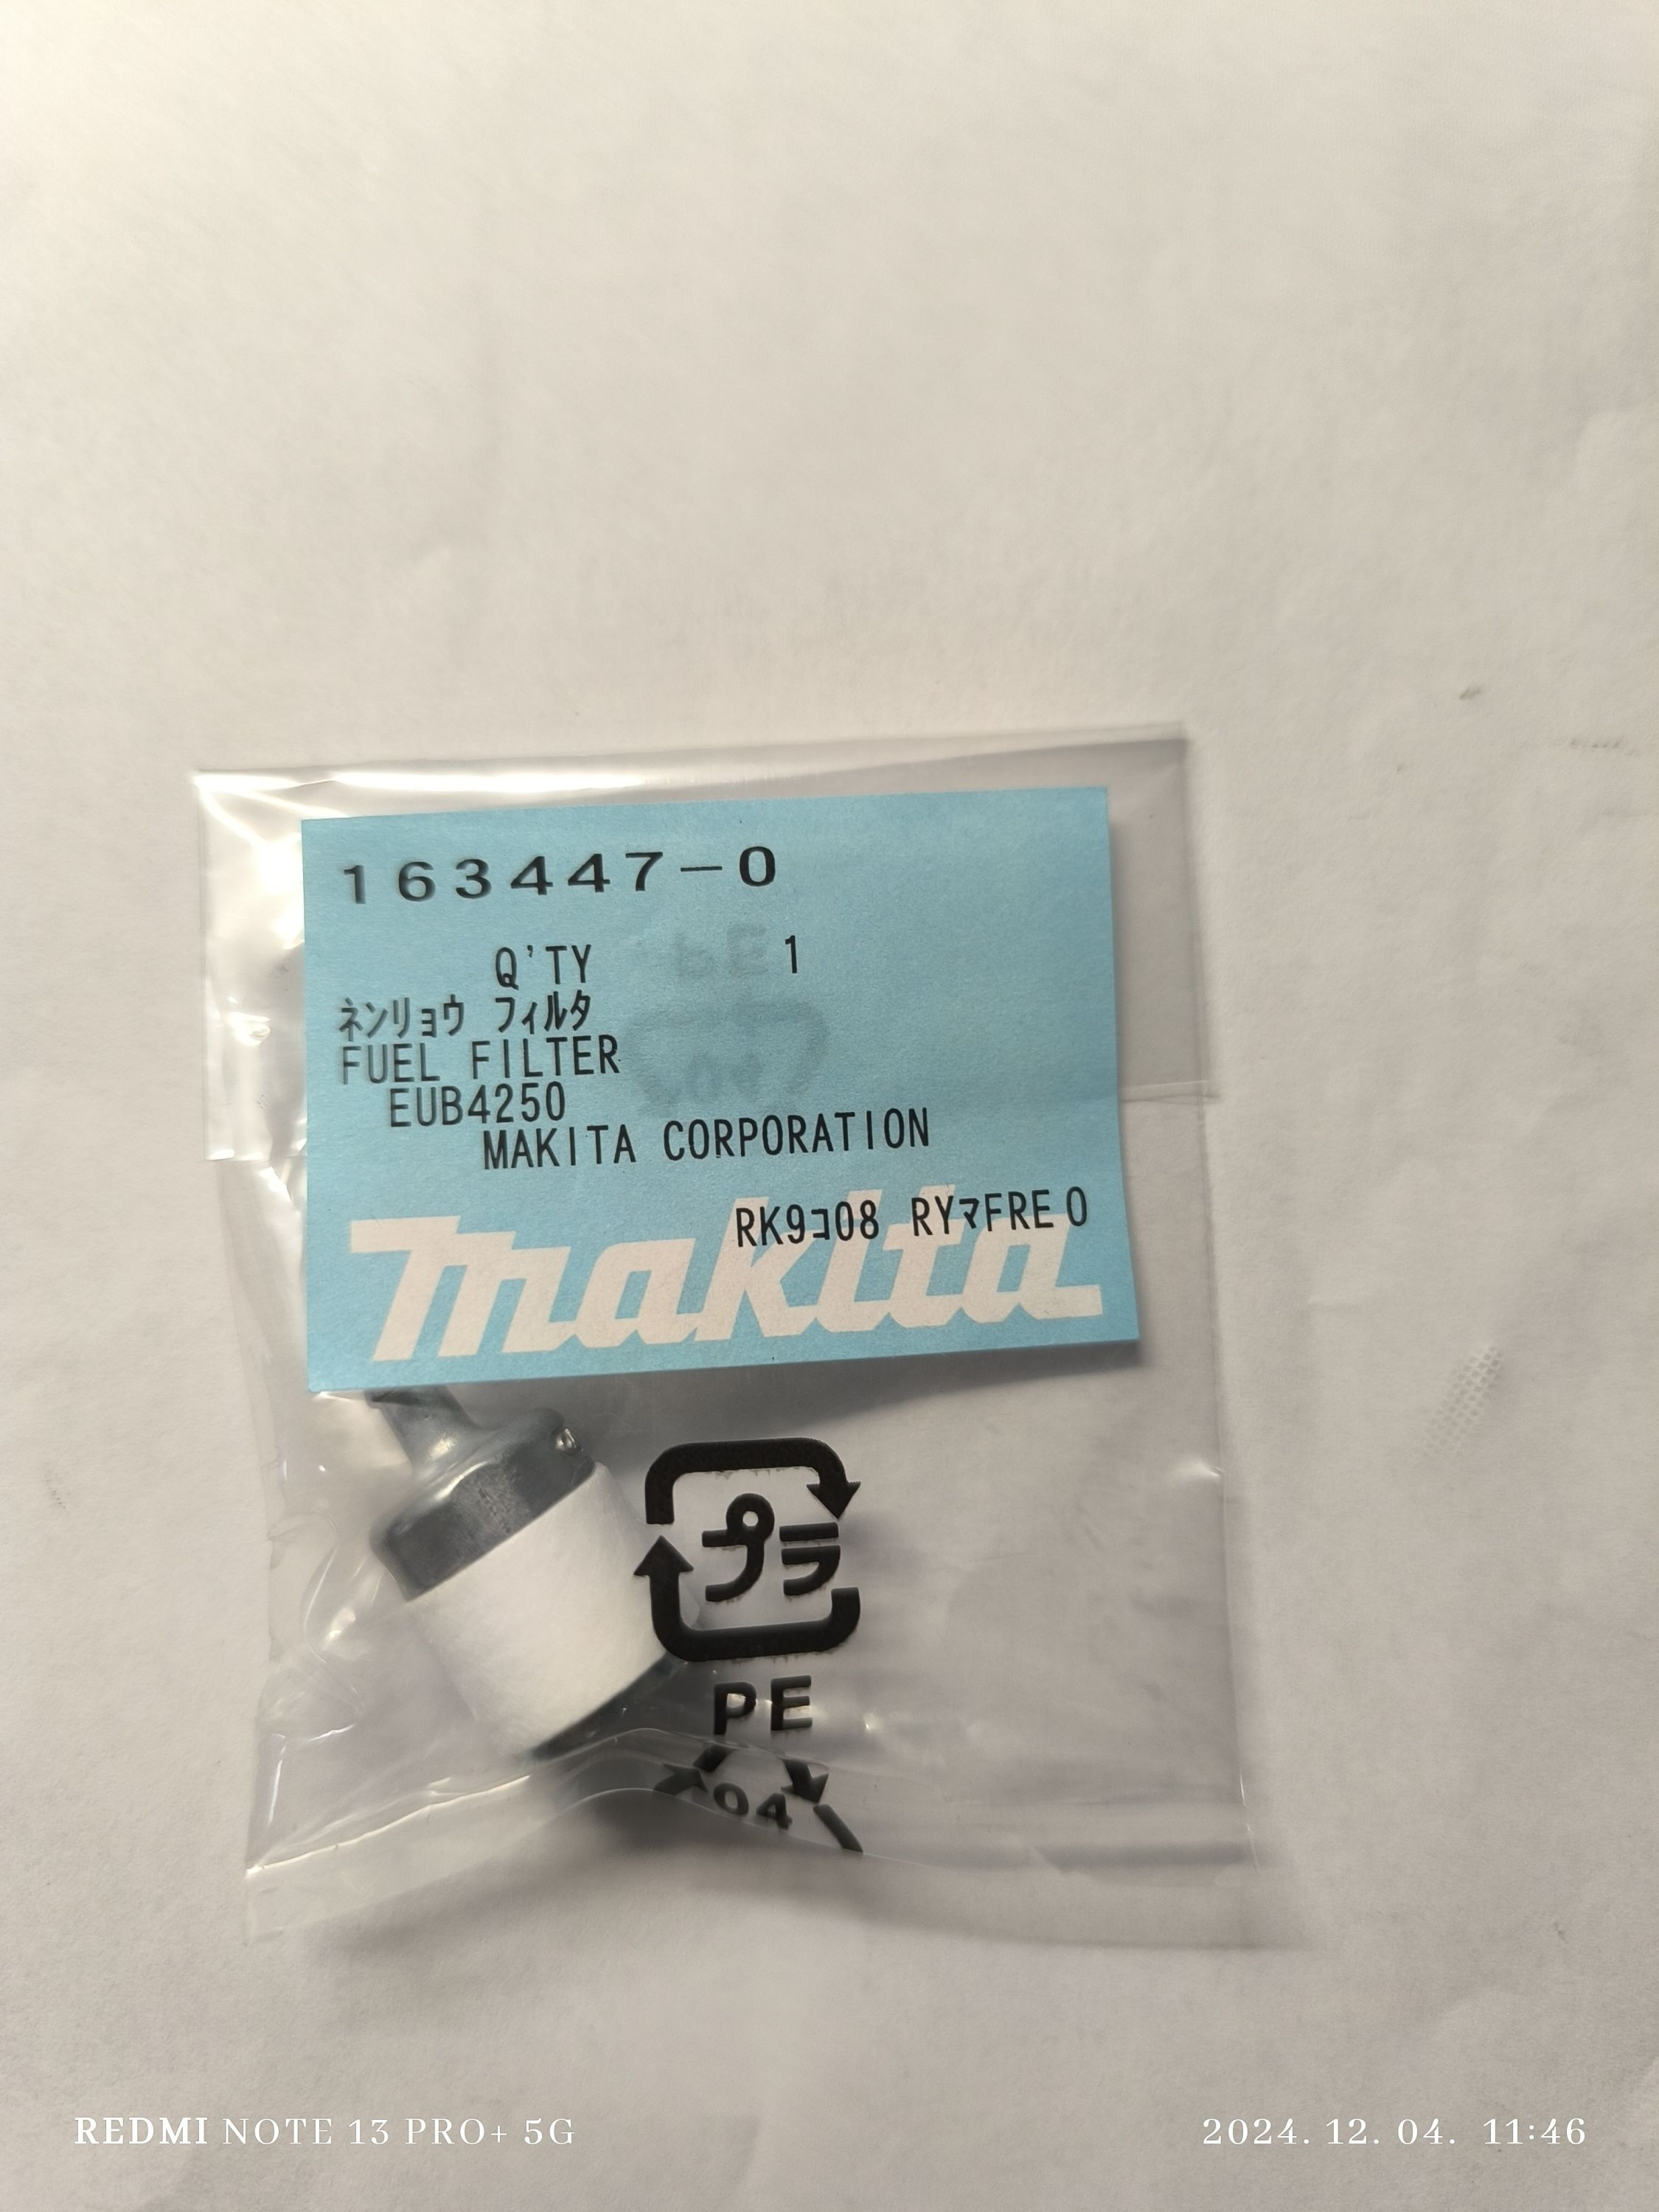 163447-0
Q'TY 1
ネンリョウ フィルタ
FUEL FILTER
EUB4250
MAKITA CORPORATION
RK9コ08 RYマFRE 0
makita
プラ
PE
04
REDMI NOTE 13 PRO+ 5G
2024. 12. 04. 11:46